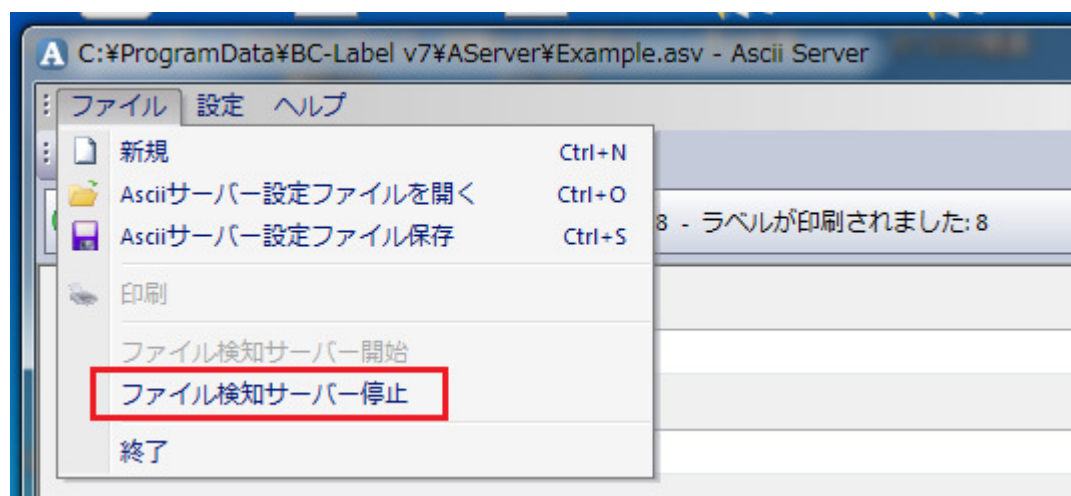 A C:¥ProgramData¥BC-Label v7¥AServer¥Example.asv - Ascii Server
ファイル 設定 ヘルプ
新規 Ctrl+N
Asciiサーバー設定ファイルを開く Ctrl+O
8 - ラベルが印刷されました: 8
Asciiサーバー設定ファイル保存 Ctrl+S
印刷
ファイル検知サーバー開始
ファイル検知サーバー停止
終了